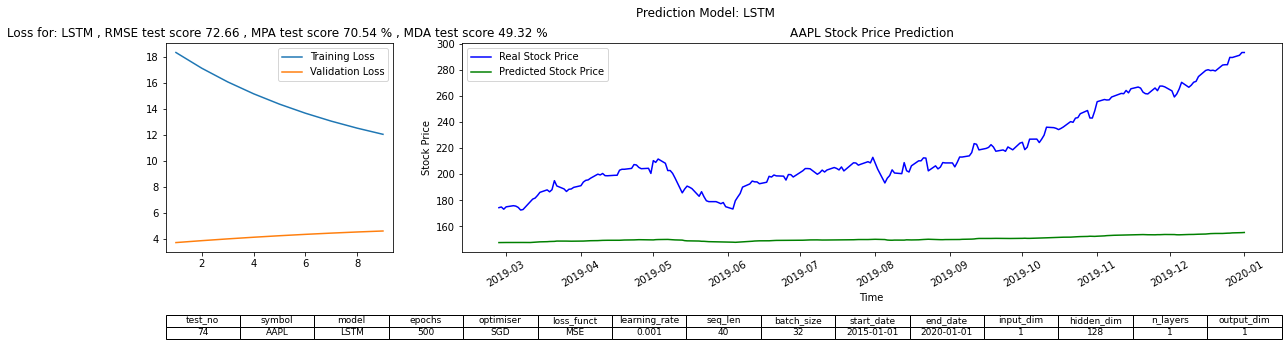 Prediction Model: LSTM
Loss for: LSTM , RMSE test score 72.66 , MPA test score 70.54 % , MDA test score 49.32 %
AAPL Stock Price Prediction
Training Loss
Validation Loss
18
16
14
12
10
8
6
4
2 4 6 8
Real Stock Price
Predicted Stock Price
Stock Price
300
280
260
240
220
200
180
160
2019-03 2019-04 2019-05 2019-06 2019-07 2019-08 2019-09 2019-10 2019-11 2019-12 2020-01
Time
test_no symbol model epochs optimiser loss_funct learning_rate seq_len batch_size start_date end_date input_dim hidden_dim n_layers output_dim
74 AAPL LSTM 500 SGD MSE 0.001 40 32 2015-01-01 2020-01-01 1 128 1 1